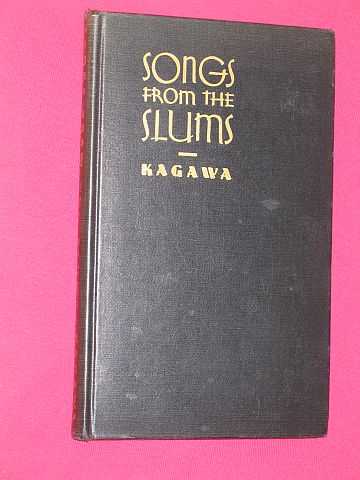 SONGS
FROM THE
SLUMS
KAGAWA